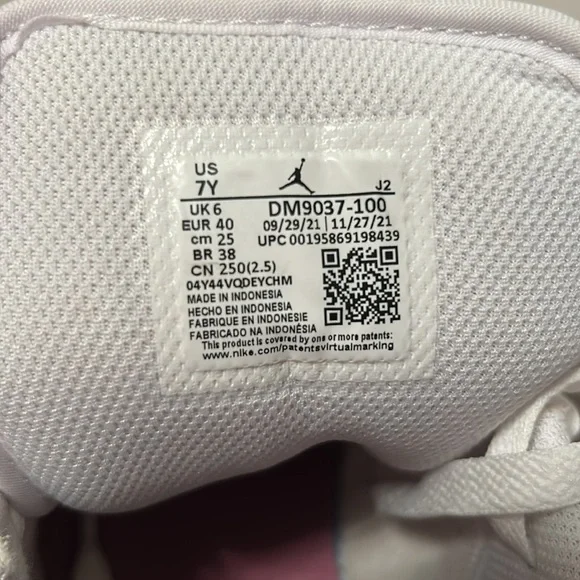 US
7Y
J2
UK 6
DM9037-100
EUR 40
09/29/21 | 11/27/21
cm 25
UPC 00195869198439
BR 38
CN 250(2.5)
04Y44VQDEYCHM
MADE IN INDONESIA
HECHO EN INDONESIA
FABRIQUE EN INDONESIE
FABRICADO NA INDONÉSIA
This product is covered by one or more patents:
www.nike.com/patentsvirtualmarking